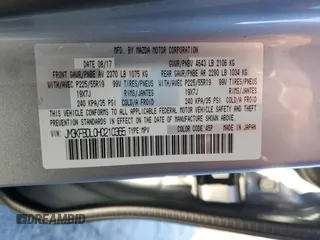 MFD. BY MAZDA MOTOR CORPORATION
DATE 08/17 GVWR/PNBV 4643 LB 2106 KG
FRONT GAWR/PNBE AV 2370 LB 1075 KG REAR GAWR/PNBE AR 2280 LB 1034 KG
WITH/AVEC P225/55R19 99V TIRES/PNEUS WITH/AVEC P225/55R19 99V TIRES/PNEUS
19X7J RIMS/JANTES 19X7J RIMS/JANTES
240 KPA/35 PSI COLD/A FROID 240 KPA/35 PSI COLD/A FROID
THIS VEHICLE CONFORMS TO ALL APPLICABLE FEDERAL MOTOR VEHICLE
SAFETY, BUMPER, AND THEFT PREVENTION STANDARDS IN EFFECT ON
THE DATE OF MANUFACTURE SHOWN ABOVE.
TYPE:MPV
COLOR CODE 45P MADE IN JAPAN
DREAMBID